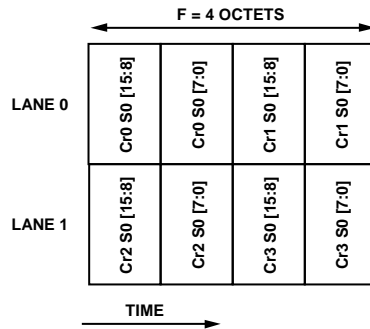 F = 4 OCTETS
LANE 0
Cr0 S0 [15:8]
Cr0 S0 [7:0]
Cr1 S0 [15:8]
Cr1 S0 [7:0]
LANE 1
Cr2 S0 [15:8]
Cr2 S0 [7:0]
Cr3 S0 [15:8]
Cr3 S0 [7:0]
TIME